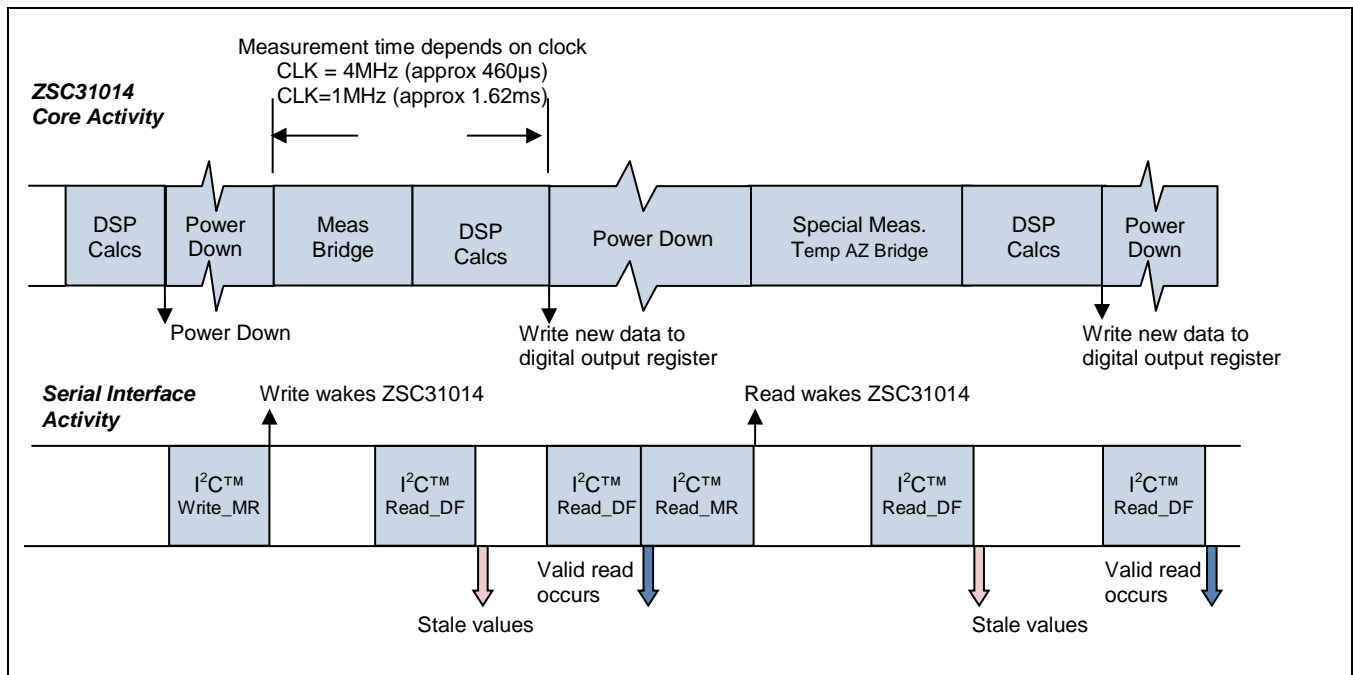 Measurement time depends on clock
CLK = 4MHz (approx 460µs)
CLK=1MHz (approx 1.62ms)
ZSC31014
Core Activity
DSP
Calcs
Power
Down
Meas
Bridge
DSP
Calcs
Power Down
Special Meas.
Temp AZ Bridge
DSP
Calcs
Power
Down
Power Down
Write new data to
digital output register
Write new data to
digital output register
Serial Interface
Activity
Write wakes ZSC31014
Read wakes ZSC31014
I²C™
Write_MR
I²C™
Read_DF
I²C™
Read_DF
I²C™
Read_MR
I²C™
Read_DF
I²C™
Read_DF
Stale values
Valid read
occurs
Stale values
Valid read
occurs